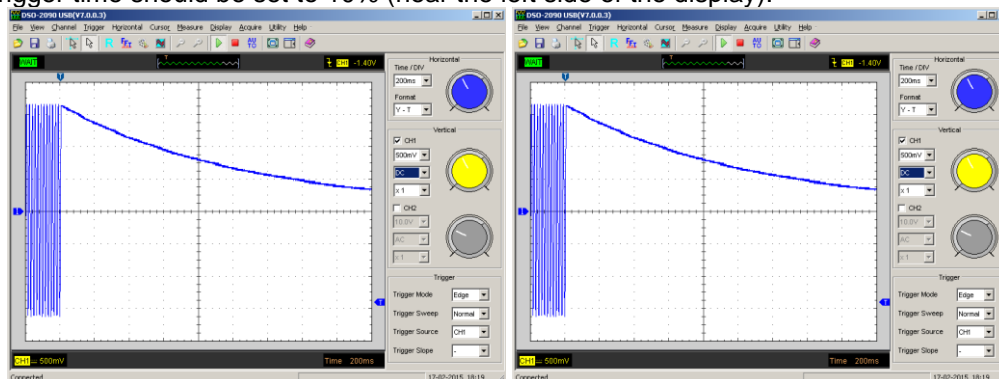 rigger time should be set to 10% (near the left side of the display).
DSO-2090 USB(V7.0.0.3)
File View Channel Trigger Horizontal Cursor Measure Display Acquire Utility Help
WAIT
T
CH1 -1.40V
Horizontal
Time / DIV
200ms
Format
Y - T
Vertical
CH1
500mV
DC
x 1
CH2
10.0V
AC
x 1
Trigger
Trigger Mode Edge
Trigger Sweep Normal
Trigger Source CH1
Trigger Slope -
CH1 = 500mV
Time 200ms
Connected
17-02-2015 18:19
DSO-2090 USB(V7.0.0.3)
File View Channel Trigger Horizontal Cursor Measure Display Acquire Utility Help
WAIT
T
CH1 -1.40V
Horizontal
Time / DIV
200ms
Format
Y - T
Vertical
CH1
500mV
DC
x 1
CH2
10.0V
AC
x 1
Trigger
Trigger Mode Edge
Trigger Sweep Normal
Trigger Source CH1
Trigger Slope -
CH1 = 500mV
Time 200ms
Connected
17-02-2015 18:19